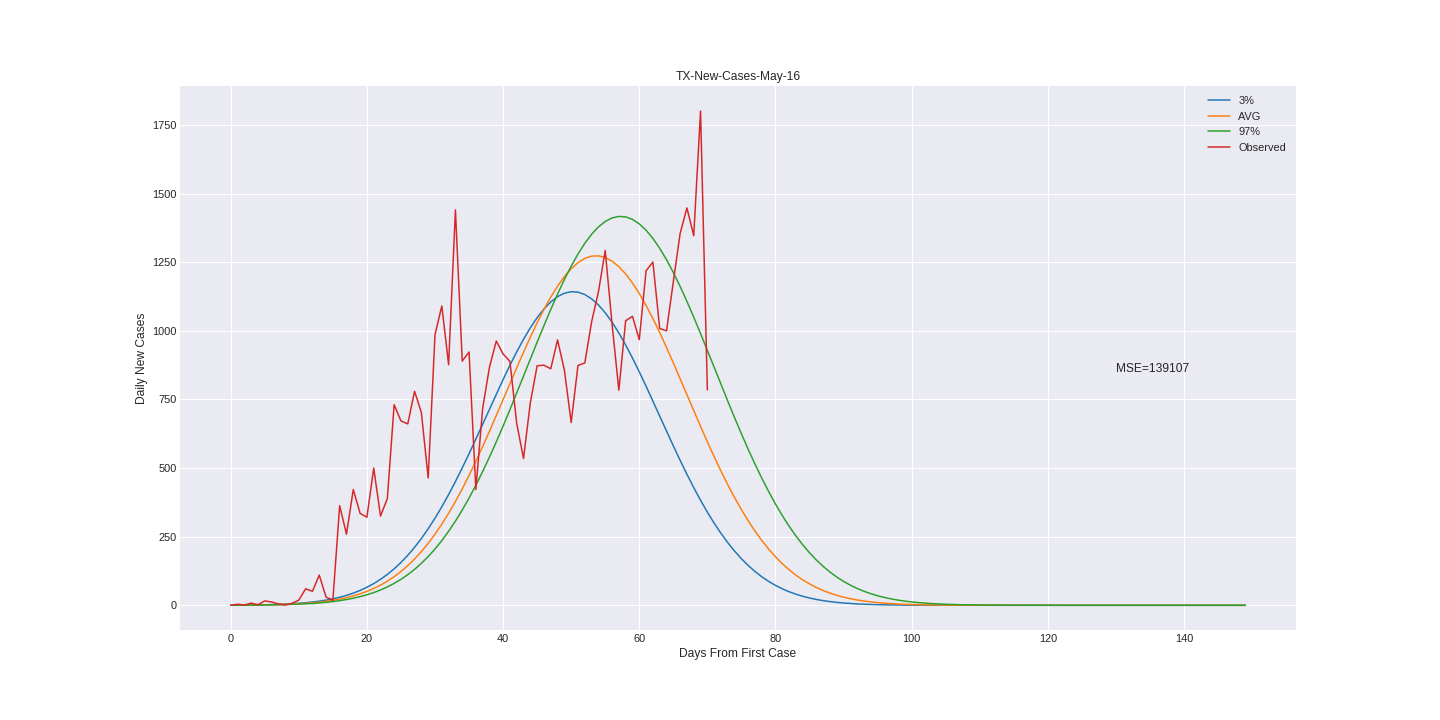 TX-New-Cases-May-16
3%
AVG
97%
Observed
1750
1500
1250
1000
750
500
250
0
Daily New Cases
MSE=139107
0 20 40 60 80 100 120 140
Days From First Case